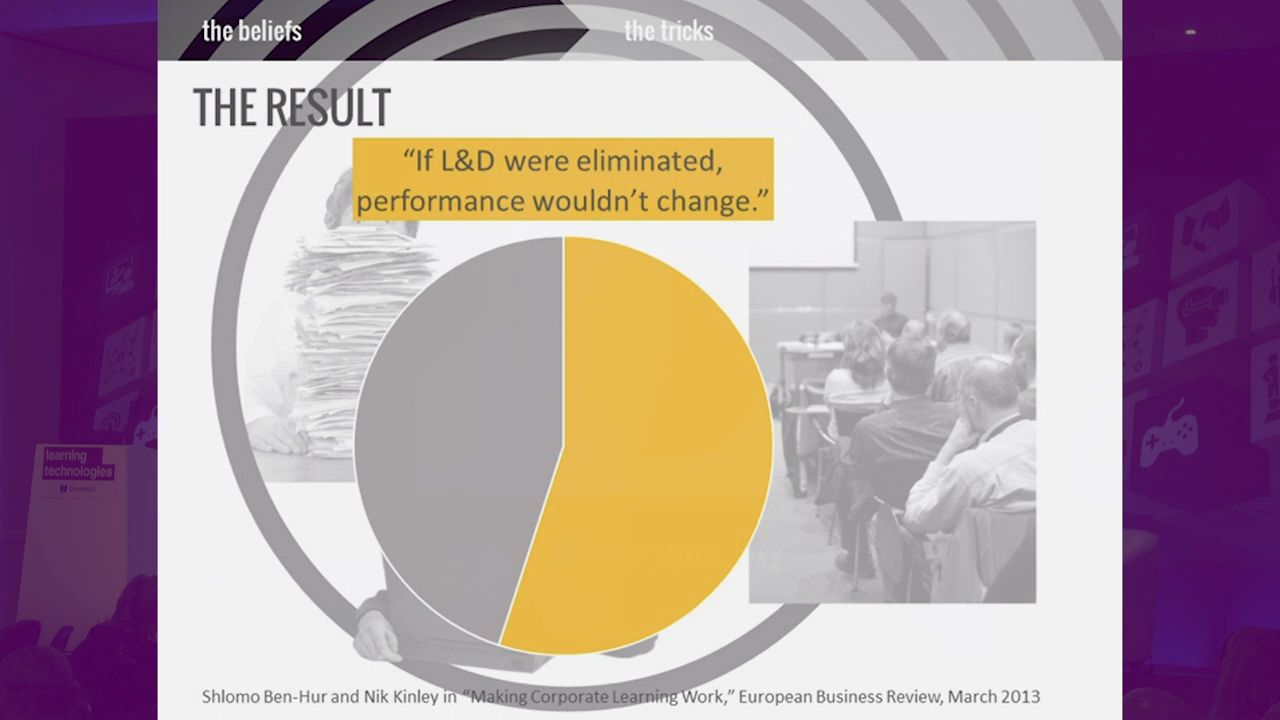 the beliefs
the tricks
THE RESULT
“If L&D were eliminated,
performance wouldn’t change.”
learning
technologies
Shlomo Ben-Hur and Nik Kinley in “Making Corporate Learning Work,” European Business Review, March 2013